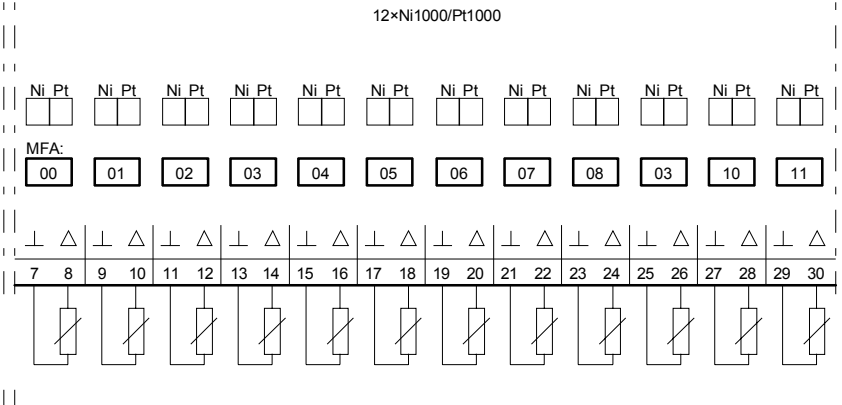 12×Ni1000/Pt1000
Ni Pt Ni Pt Ni Pt Ni Pt Ni Pt Ni Pt Ni Pt Ni Pt Ni Pt Ni Pt Ni Pt Ni Pt
MFA:
00 01 02 03 04 05 06 07 08 03 10 11
7 8 9 10 11 12 13 14 15 16 17 18 19 20 21 22 23 24 25 26 27 28 29 30